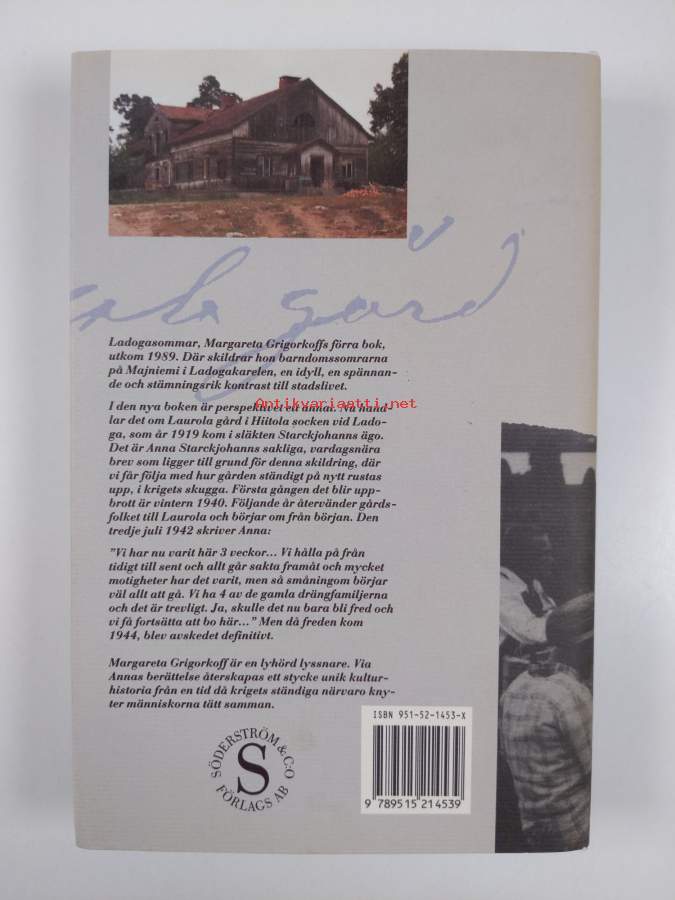 gård
Ladogasommar, Margareta Grigorkoffs förra bok,
utkom 1989. Där skildrar hon barndomssomrarna
på Majniemi i Ladogakarelen, en idyll, en spännan-
de och stämningsrik kontrast till stadslivet.
Antikvariaatti.net
I den nya boken är perspektivet ett annat. Nu hand-
lar det om Laurola gård i Hiitola socken vid Lado-
ga, som år 1919 kom i släkten Starckjohanns ägo.
Det är Anna Starckjohanns sakliga, vardagsnära
brev som ligger till grund för denna skildring, där
vi får följa med hur gården ständigt på nytt rustas
upp, i krigets skugga. Första gången det blir upp-
brott är vintern 1940. Följande år återvänder gårds-
folket till Laurola och börjar om från början. Den
tredje juli 1942 skriver Anna:
”Vi har nu varit här 3 veckor... Vi hålla på från
tidigt till sent och allt går sakta framåt och mycket
motigheter har det varit, men så småningom börjar
väl allt att gå. Vi ha 4 av de gamla drängfamiljerna
och det är trevligt. Ja, skulle det nu bara bli fred och
vi få fortsätta att bo här...” Men då freden kom
1944, blev avskedet definitivt.
Margareta Grigorkoff är en lyhörd lyssnare. Via
Annas berättelse återskapas ett stycke unik kultur-
historia från en tid då krigets ständiga närvaro kny-
ter människorna tätt samman.
ISBN 951-52-1453-X
9 789515 214539
SÖDERSTRÖM & C:O
S
FÖRLAGS AB